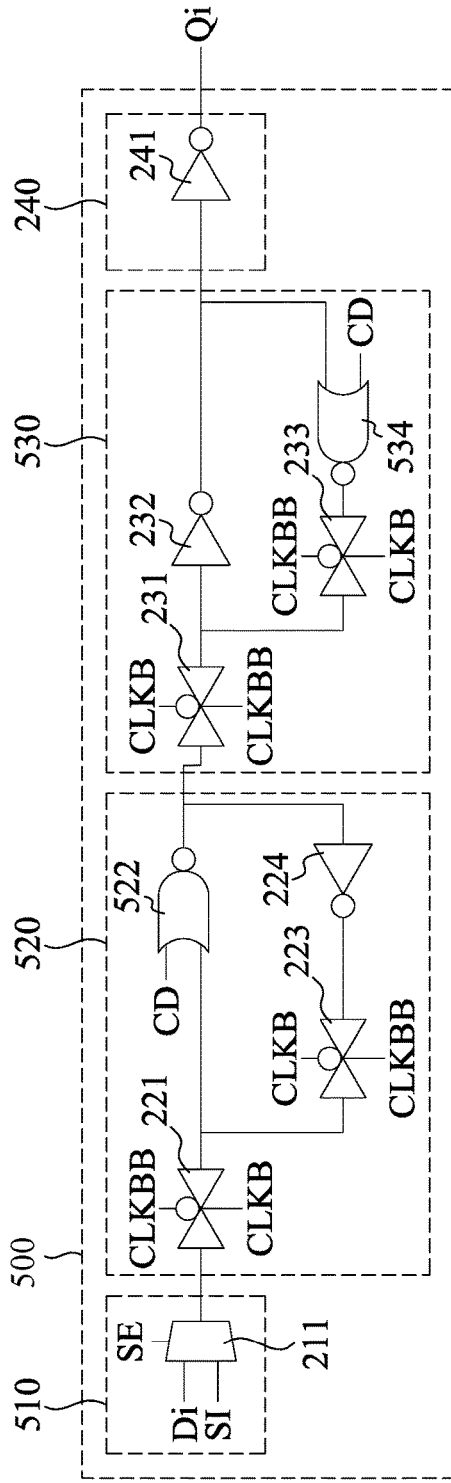 500
510
520
530
240
SE
Di
SI
211
CLKBB
221
CLKB
CD
522
CLKB
223
CLKBB
224
CLKB
231
CLKBB
232
CLKBB
233
CLKB
534
CD
241
Qi